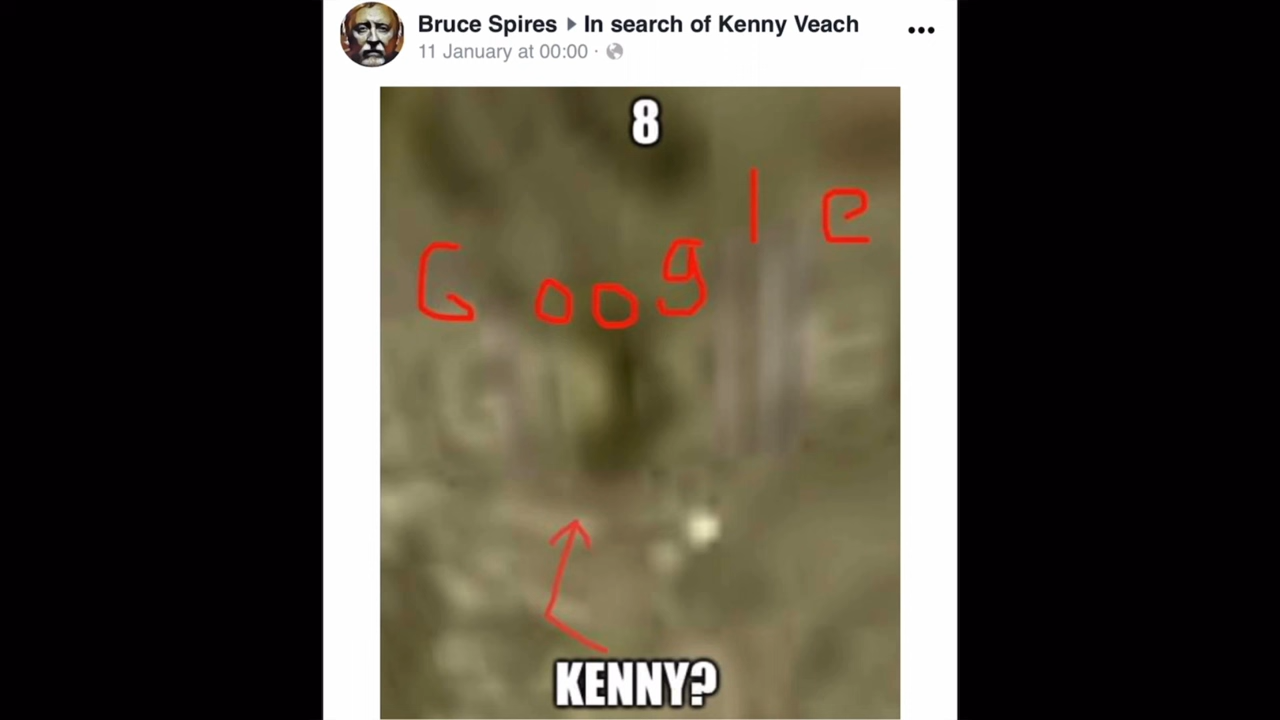 Bruce Spires ▸ In search of Kenny Veach
11 January at 00:00 ·
8
Google
KENNY?